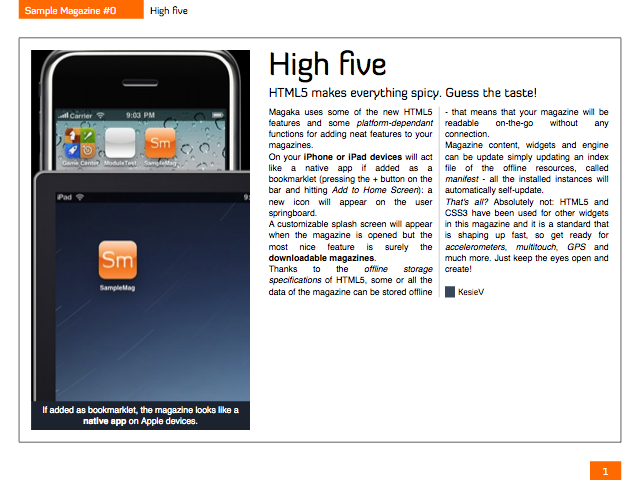 Sample Magazine #0 High five
Carrier 9:03 PM
Game Center ModuleTest SampleMag
Sm
iPad 9:
Sm
SampleMag
If added as bookmarklet, the magazine looks like a
native app on Apple devices.
High five
HTML5 makes everything spicy. Guess the taste!
Magaka uses some of the new HTML5
features and some platform-dependant
functions for adding neat features to your
magazines.
On your iPhone or iPad devices will act
like a native app if added as a
bookmarklet (pressing the + button on the
bar and hitting Add to Home Screen): a
new icon will appear on the user
springboard.
A customizable splash screen will appear
when the magazine is opened but the
most nice feature is surely the
downloadable magazines.
Thanks to the offline storage
specifications of HTML5, some or all the
data of the magazine can be stored offline
- that means that your magazine will be
readable on-the-go without any
connection.
Magazine content, widgets and engine
can be update simply updating an index
file of the offline resources, called
manifest - all the installed instances will
automatically self-update.
That's all? Absolutely not: HTML5 and
CSS3 have been used for other widgets
in this magazine and it is a standard that
is shaping up fast, so get ready for
accelerometers, multitouch, GPS and
much more. Just keep the eyes open and
create!
KesieV
1